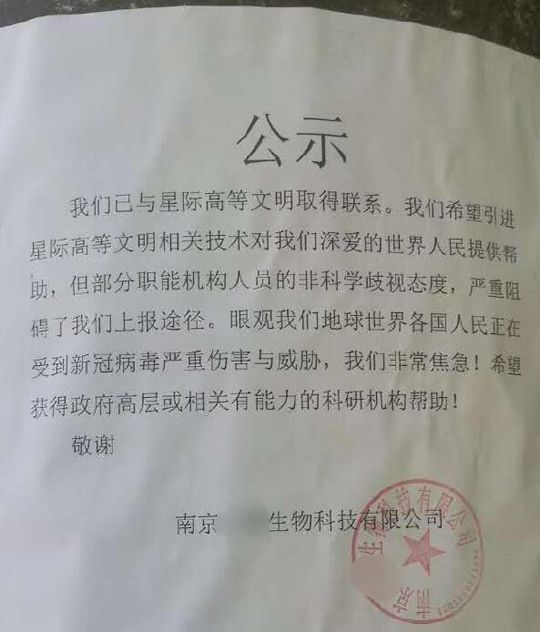 公示
我们已与星际高等文明取得联系。我们希望引进
星际高等文明相关技术对我们深爱的世界人民提供帮
助，但部分职能机构人员的非科学歧视态度，严重阻
碍了我们上报途径。眼观我们地球世界各国人民正在
受到新冠病毒严重伤害与威胁，我们非常焦急！希望
获得政府高层或相关有能力的科研机构帮助！
敬谢
南京 生物科技有限公司
南京 生物科技有限公司